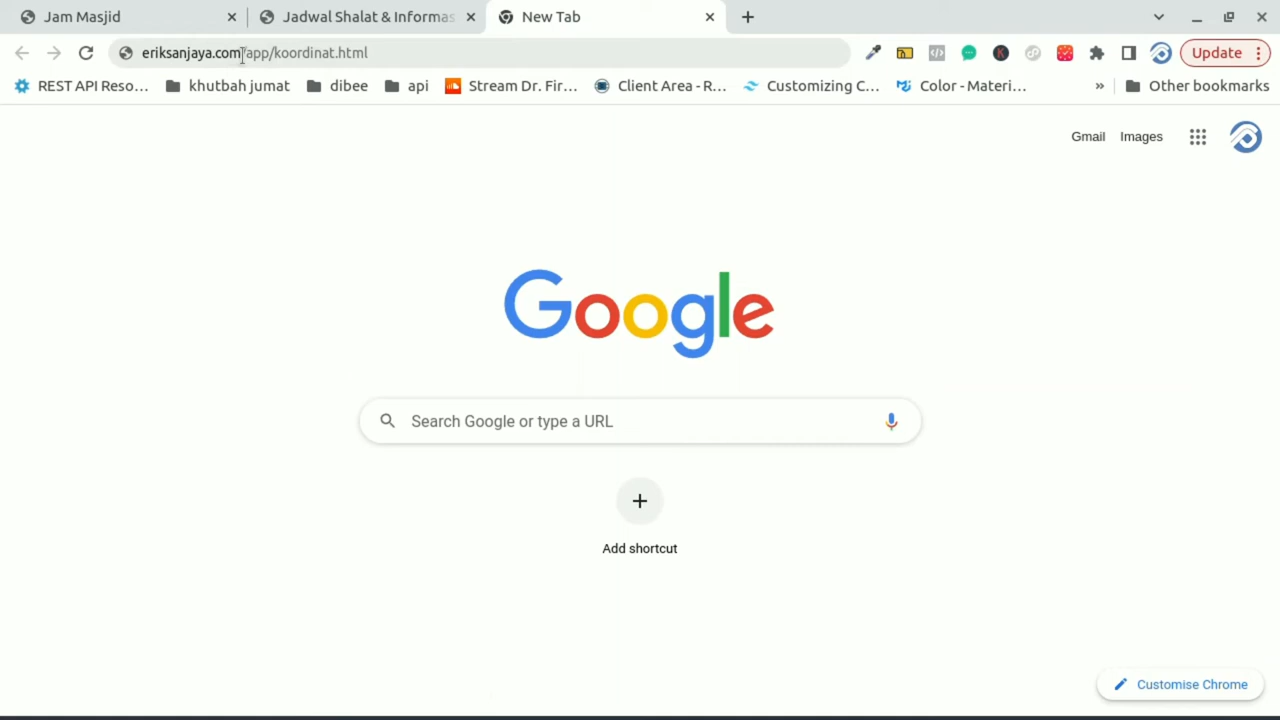 Jam Masjid
Jadwal Shalat & Informas
New Tab
eriksanjaya.com/app/koordinat.html
Update
REST API Reso...
khutbah jumat
dibee
api
Stream Dr. Fir...
Client Area - R...
Customizing C...
Color - Materi...
»
Other bookmarks
Gmail
Images
Google
Search Google or type a URL
Add shortcut
Customise Chrome